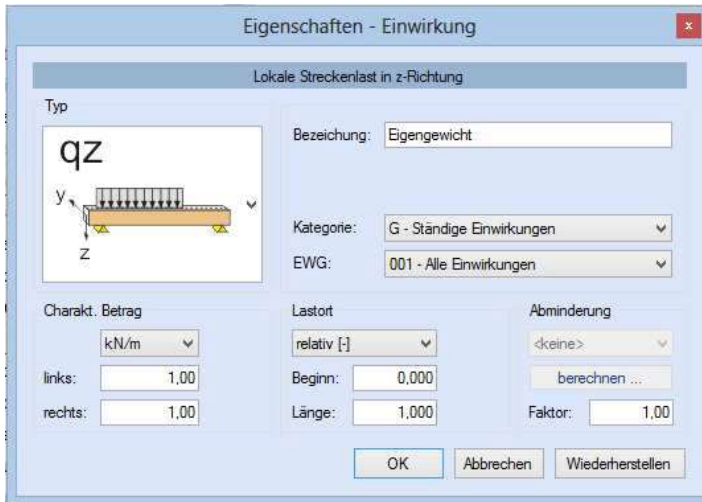 Eigenschaften - Einwirkung
x
Lokale Streckenlast in z-Richtung
Typ
qz
y
z
Bezeichung: Eigengewicht
Kategorie: G - Ständige Einwirkungen
EWG: 001 - Alle Einwirkungen
Charakt. Betrag
kN/m
links: 1,00
rechts: 1,00
Lastort
relativ [-]
Beginn: 0,000
Länge: 1,000
Abminderung
<keine>
berechnen ...
Faktor: 1,00
OK Abbrechen Wiederherstellen